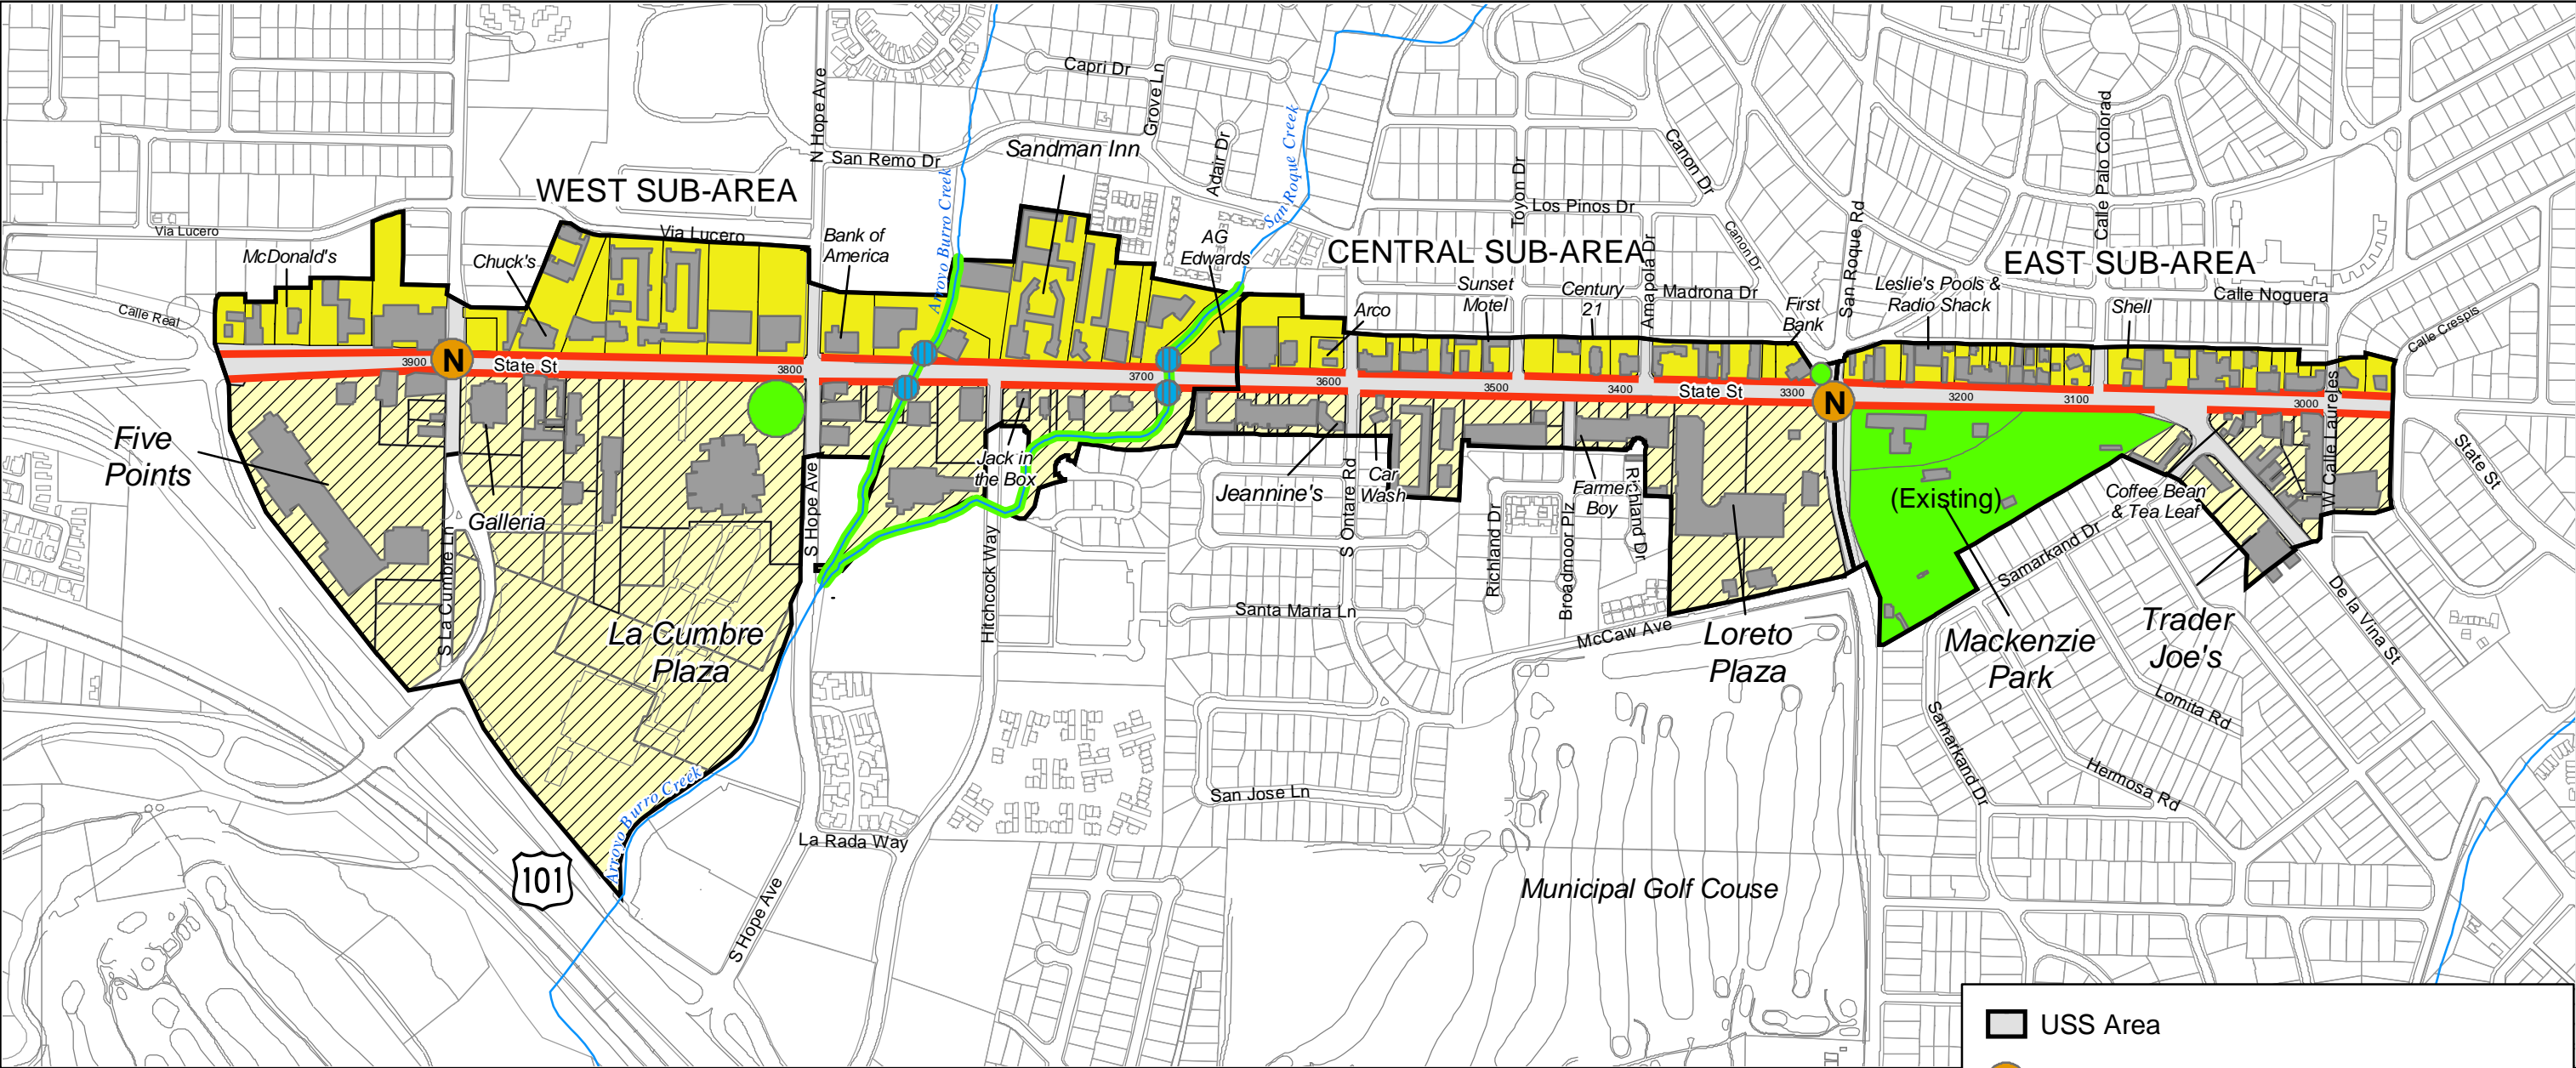 Capri Dr
Grove Ln
N Hope Ave
San Remo Dr
Sandman Inn
Adair Dr
San Roque Creek
Arroyo Burro Creek
Canon Dr
Toyon Dr
Los Pinos Dr
Canon Dr
San Roque Rd
Calle Palo Colorad
WEST SUB-AREA
Via Lucero
Via Lucero
McDonald's
Chuck's
Bank of
America
AG
Edwards
CENTRAL SUB-AREA
Amapola Dr
EAST SUB-AREA
Sunset
Motel
Century
21
Madrona Dr
Leslie's Pools &
Radio Shack
Calle Noguera
Shell
First
Bank
Arco
Calle Real
Calle Crespis
3900
N
State St
3800
3700
3600
3500
3400
State St
3300
N
3200
3100
3000
W Calle Laureles
Five
Points
Galleria
S La Cumbre Ln
S Hope Ave
Jack in
the Box
Hitchcock Way
Jeannine's
S Ontare Rd
Car
Wash
Richland Dr
Farmer
Boy
Broadmoor Plz
Richland Dr
(Existing)
Coffee Bean
& Tea Leaf
State St
Samarkand Dr
De la Vina St
Santa Maria Ln
McCaw Ave
La Cumbre
Plaza
Loreto
Plaza
Mackenzie
Park
Trader
Joe's
Lomita Rd
Samarkand Dr
Hermosa Rd
San Jose Ln
Arroyo Burro Creek
La Rada Way
101
S Hope Ave
Municipal Golf Couse
USS Area